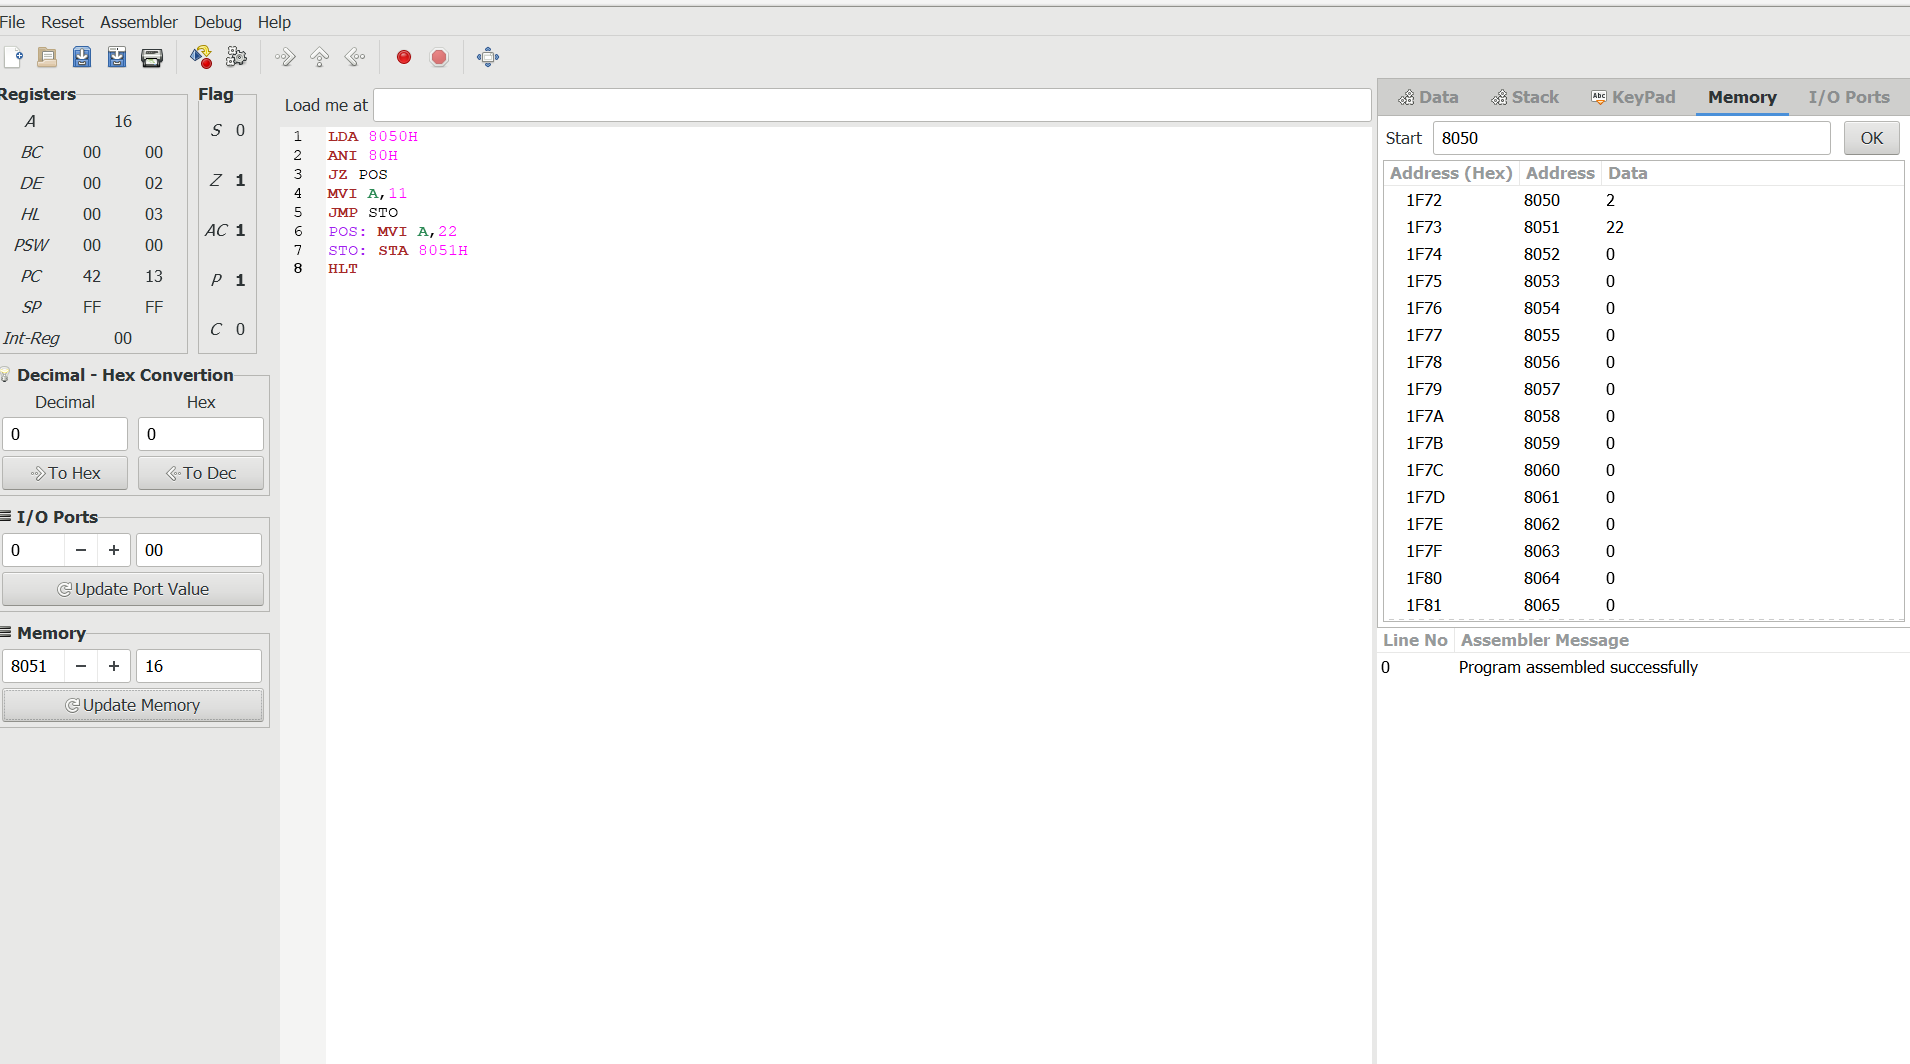 File Reset Assembler Debug Help
Registers
A 16
BC 00 00
DE 00 02
HL 00 03
PSW 00 00
PC 42 13
SP FF FF
Int-Reg 00
Flag
S 0
Z 1
AC 1
P 1
C 0
Decimal - Hex Convertion
Decimal Hex
0 0
To Hex To Dec
I/O Ports
0 − + 00
Update Port Value
Memory
8051 − + 16
Update Memory
Load me at
1 LDA 8050H
2 ANI 80H
3 JZ POS
4 MVI A,11
5 JMP STO
6 POS: MVI A,22
7 STO: STA 8051H
8 HLT
Data Stack Abc KeyPad Memory I/O Ports
Start 8050 OK
Address (Hex) Address Data
1F72 8050 2
1F73 8051 22
1F74 8052 0
1F75 8053 0
1F76 8054 0
1F77 8055 0
1F78 8056 0
1F79 8057 0
1F7A 8058 0
1F7B 8059 0
1F7C 8060 0
1F7D 8061 0
1F7E 8062 0
1F7F 8063 0
1F80 8064 0
1F81 8065 0
Line No Assembler Message
0 Program assembled successfully